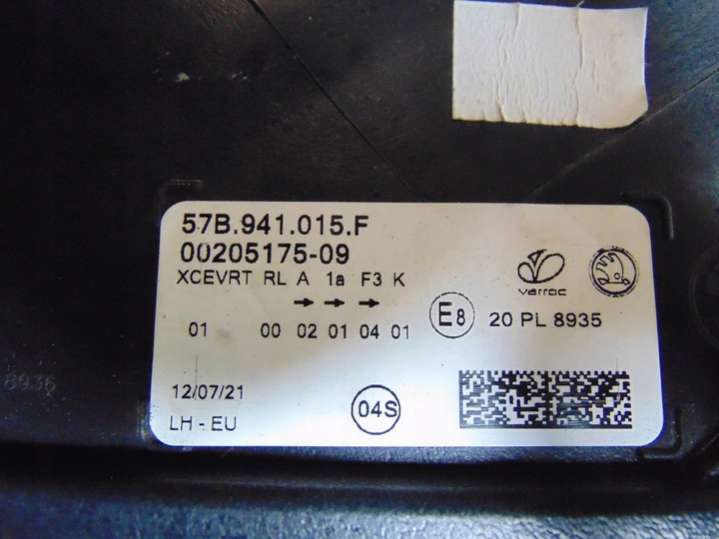 57B.941.015.F
00205175-09
XCEVRT RL A 1a F3 K
→ → →
01 00 02 01 04 01
E8 20 PL 8935
varroc
12/07/21
04S
LH - EU
8936